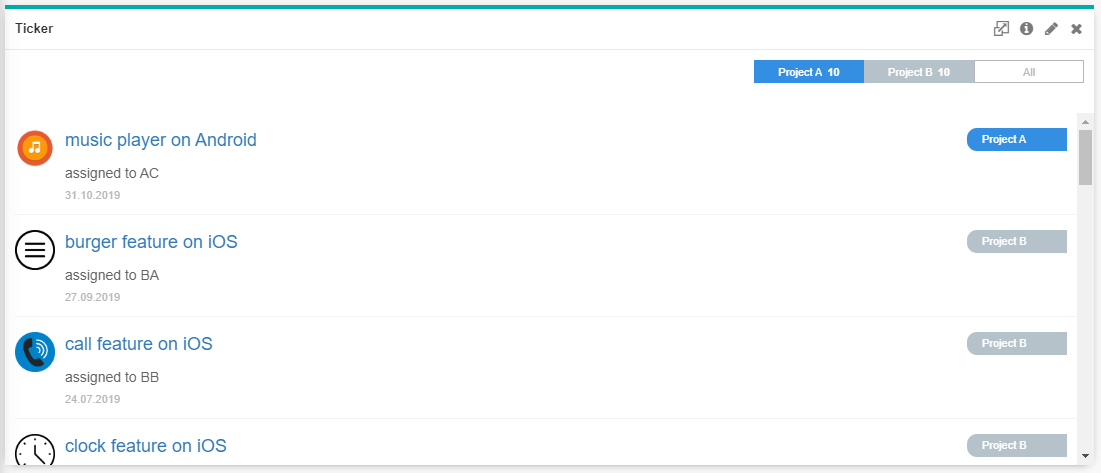 Ticker
Project A 10 Project B 10 All
music player on Android Project A
assigned to AC
31.10.2019
burger feature on iOS Project B
assigned to BA
27.09.2019
call feature on iOS Project B
assigned to BB
24.07.2019
clock feature on iOS Project B